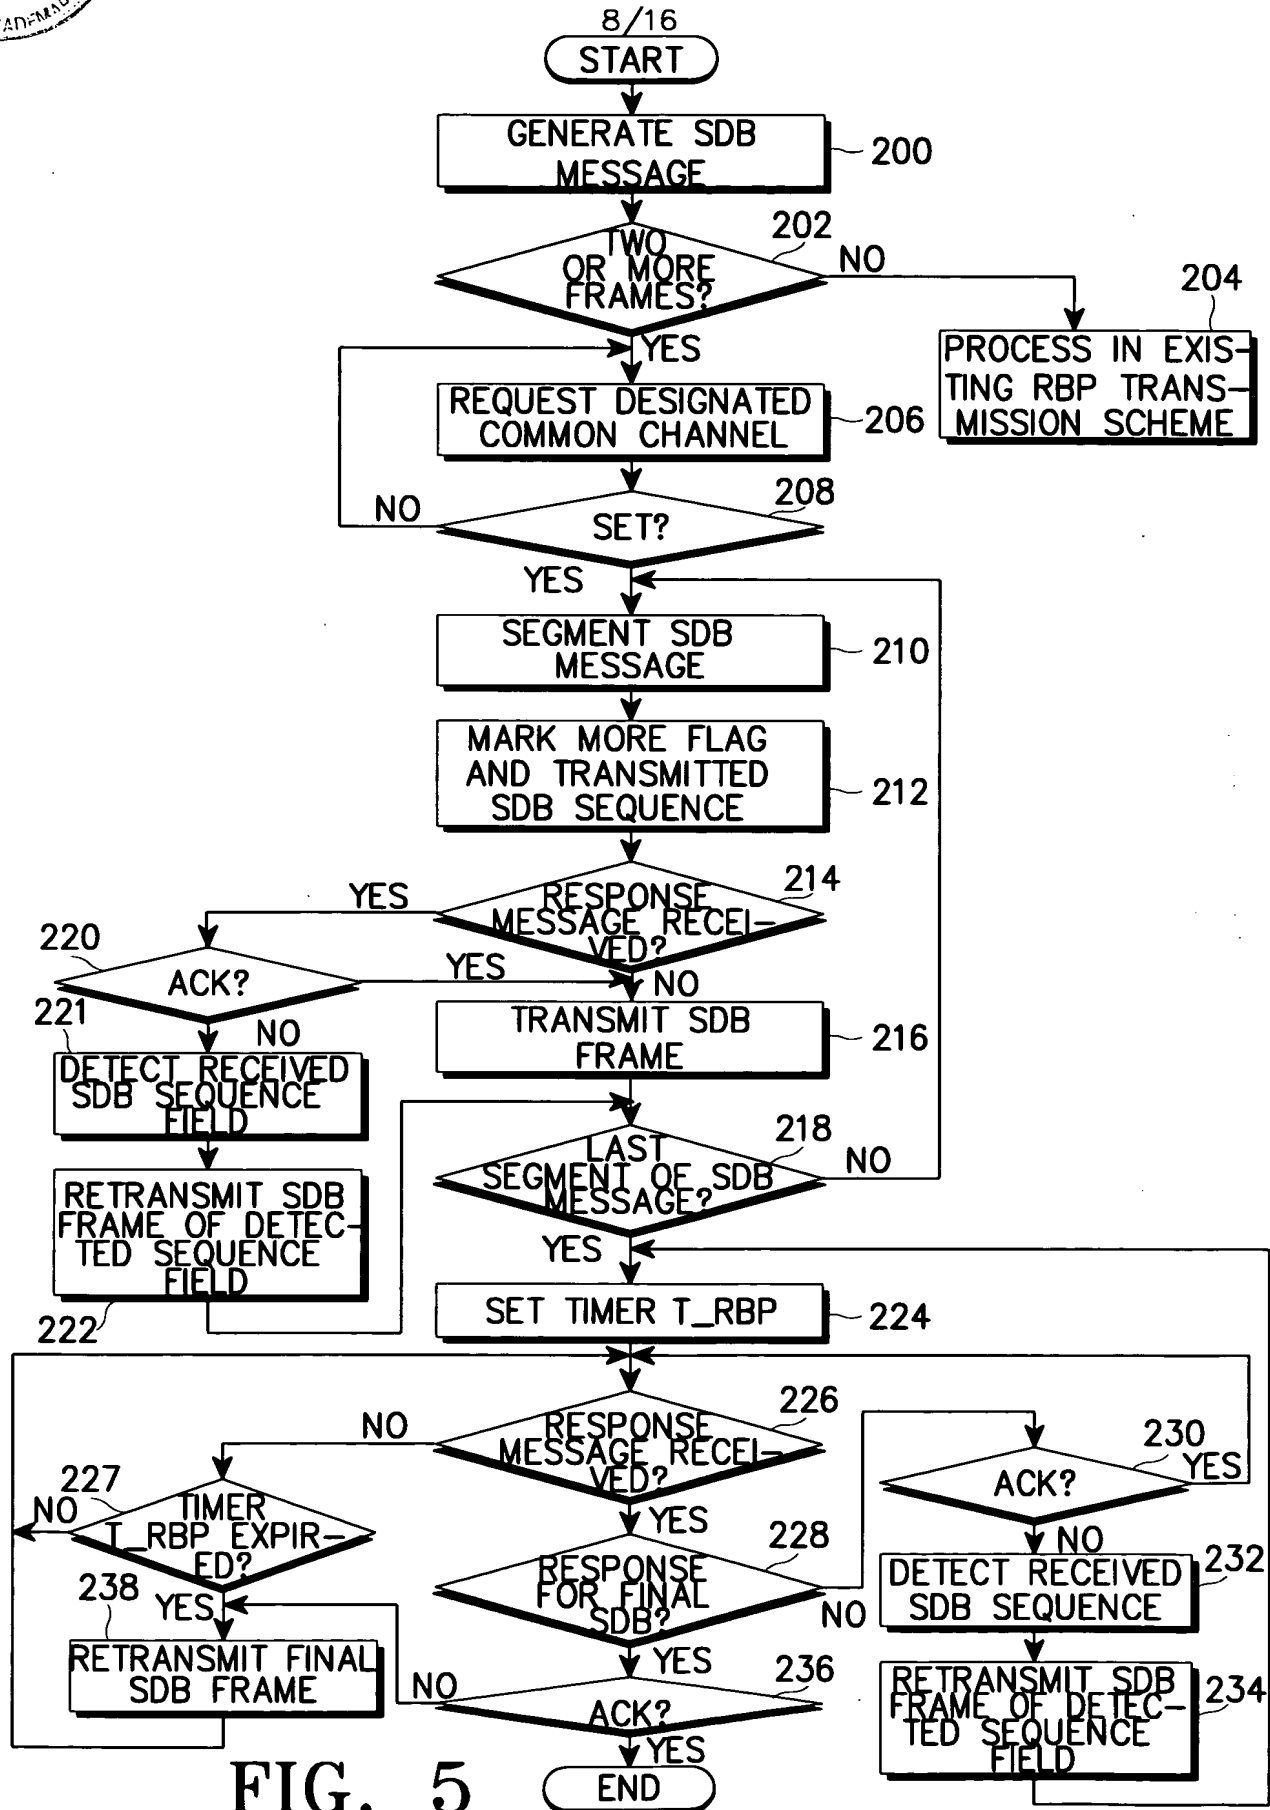 ADEMA
8/16
START
GENERATE SDB
MESSAGE
200
TWO
OR MORE
FRAMES?
202
NO
204
PROCESS IN EXIS-
TING RBP TRANS-
MISSION SCHEME
YES
REQUEST DESIGNATED
COMMON CHANNEL
206
208
SET?
NO
YES
SEGMENT SDB
MESSAGE
210
MARK MORE FLAG
AND TRANSMITTED
SDB SEQUENCE
212
RESPONSE
MESSAGE RECEI-
VED?
214
YES
220
ACK?
YES
NO
221
NO
DETECT RECEIVED
SDB SEQUENCE
FIELD
TRANSMIT SDB
FRAME
216
RETRANSMIT SDB
FRAME OF DETEC-
TED SEQUENCE
FIELD
222
LAST
SEGMENT OF SDB
MESSAGE?
218
NO
YES
SET TIMER T_RBP
224
RESPONSE
MESSAGE RECEI-
VED?
226
NO
227
TIMER
T_RBP EXPIR-
ED?
NO
YES
YES
RESPONSE
FOR FINAL
SDB?
228
NO
230
ACK?
YES
NO
DETECT RECEIVED
SDB SEQUENCE
232
RETRANSMIT SDB
FRAME OF DETEC-
TED SEQUENCE
FIELD
234
238
RETRANSMIT FINAL
SDB FRAME
YES
236
ACK?
NO
YES
END
FIG. 5